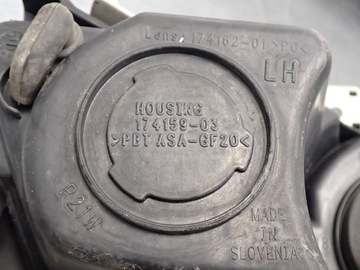 Lens 174162-01 >PC<
LH
HOUSING
174159-03
>PBT ASA-GF20<
P21W
MADE
IN
SLOVENIA